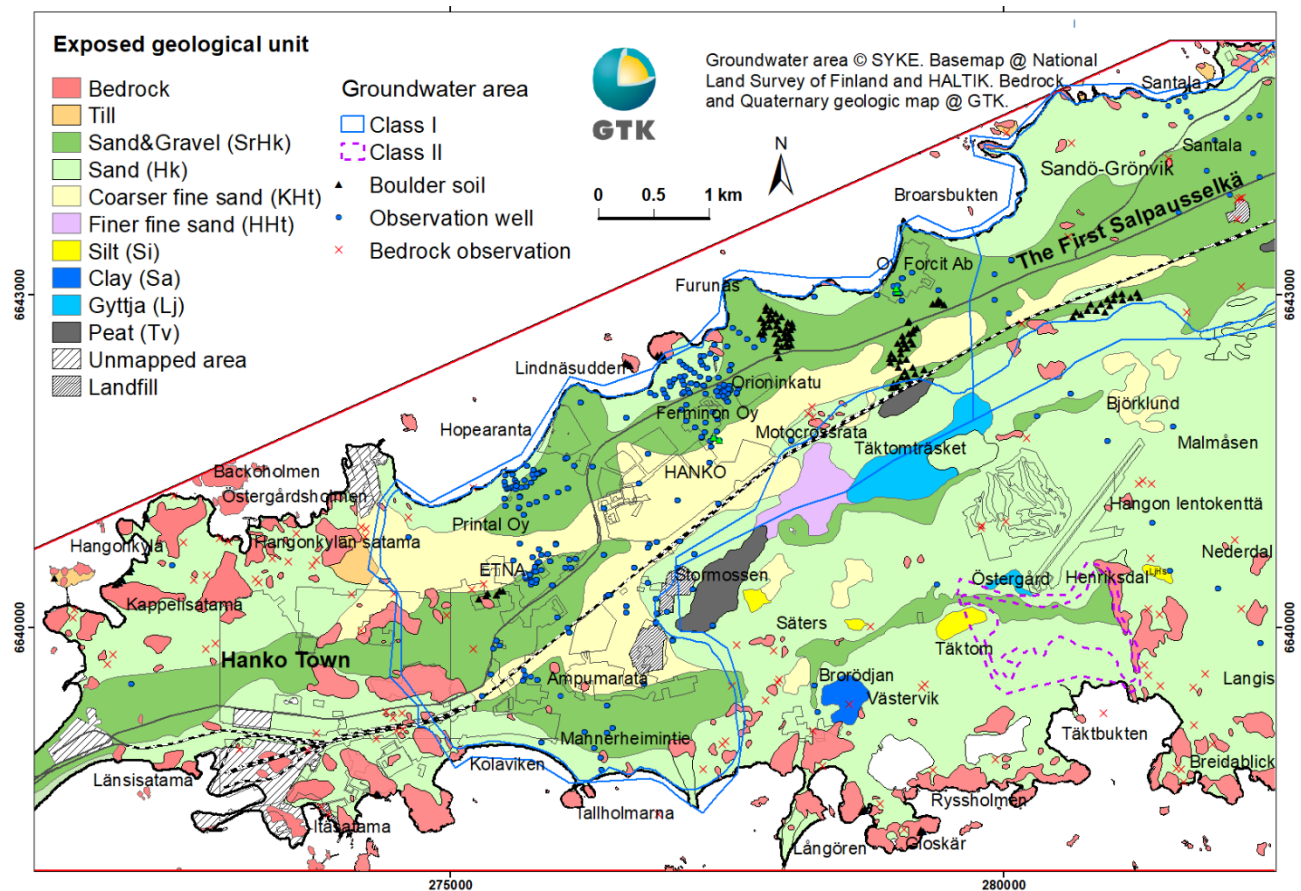 275000
280000
Exposed geological unit
Bedrock
Till
Sand&Gravel (SrHk)
Sand (Hk)
Coarser fine sand (KHt)
Finer fine sand (HHt)
Silt (Si)
Clay (Sa)
Gyttja (Lj)
Peat (Tv)
Unmapped area
Landfill
Groundwater area
Class I
Class II
Boulder soil
Observation well
Bedrock observation
GTK
Groundwater area © SYKE. Basemap @ National
Land Survey of Finland and HALTIK. Bedrock
and Quaternary geologic map @ GTK.
N
0 0.5 1 km
Santala
Santala
Sandö-Grönvik
Broarsbukten
The First Salpausselkä
Oy Forcit Ab
Furunäs
6643000
6643000
Lindnäsudden
Orioninkatu
Ferminon Oy
Björklund
Hopearanta
Motocrossrata
Täktomträsket
Malmåsen
HANKO
Backoholmen
Östergårdsholmen
Hangon lentokenttä
Printal Oy
Hangonkylä
Hangonkylän satama
Nederdal
ETNA
Stormossen
Östergård
Henriksdal
LjHs
Kappelisatama
6640000
6640000
Säters
Täktom
Hanko Town
Ampumarata
Brorödjan
Västervik
Langis
Täktbukten
Mannerheimintie
Kolaviken
Länsisatama
Breidablick
Ryssholmen
Tallholmarna
Itäsatama
Gloskär
Långören
275000
280000